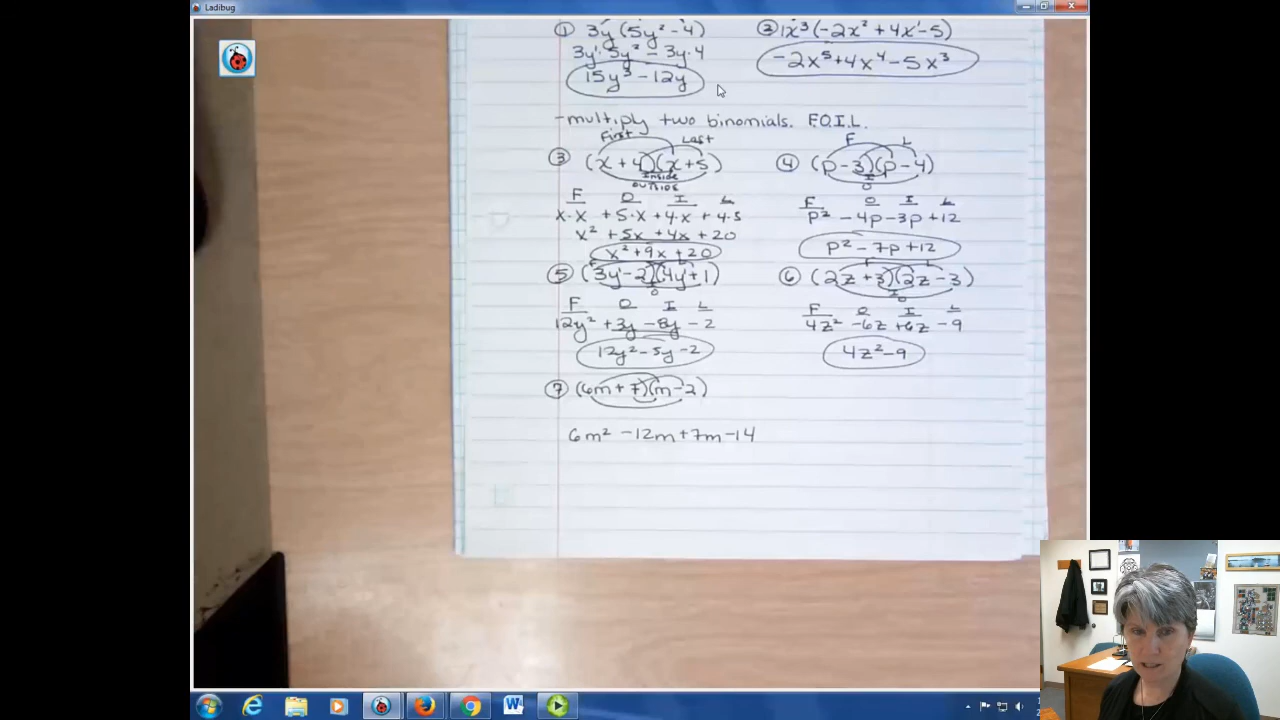 Ladibug
① 3y (5y² - 4)
3y¹·5y² - 3y·4
15y³ - 12y
② 1x³(-2x² + 4x¹ - 5)
-2x⁵ + 4x⁴ - 5x³
- multiply two binomials. F.O.I.L.
First Last
③ (x + 4)(x + 5)
Inside
OUTSIDE
F O I L
x·x + 5·x + 4·x + 4·5
x² + 5x + 4x + 20
x² + 9x + 20
F L
④ (p - 3)(p - 4)
I
O
F O I L
p² - 4p - 3p + 12
p² - 7p + 12
⑤ (3y - 2)(4y + 1)
O
F O I L
12y² + 3y - 8y - 2
12y² - 5y - 2
F L
⑥ (2z + 3)(2z - 3)
I
O
F O I L
4z² - 6z + 6z - 9
4z² - 9
⑦ (6m + 7)(m - 2)
6m² - 12m + 7m - 14